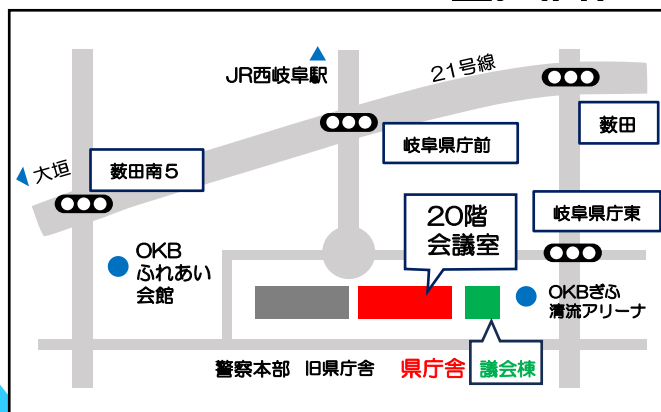 JR西岐阜駅
21号線
薮田
岐阜県庁前
大垣
薮田南5
岐阜県庁東
20階
会議室
OKB
ふれあい
会館
OKBぎふ
清流アリーナ
警察本部 旧県庁舎 県庁舎 議会棟